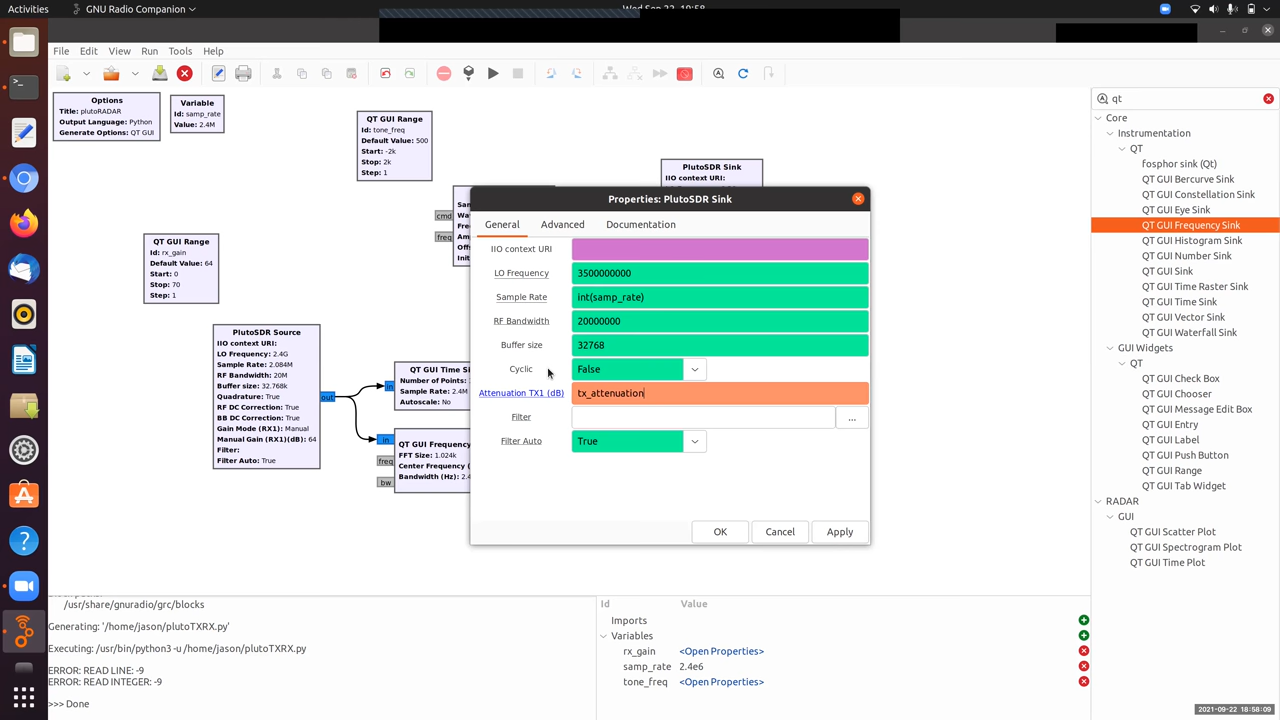 Activities
GNU Radio Companion
Wed Sep 22, 19:58
File Edit View Run Tools Help
Options
Title: plutoRADAR
Output Language: Python
Generate Options: QT GUI
Variable
Id: samp_rate
Value: 2.4M
QT GUI Range
Id: tone_freq
Default Value: 500
Start: -2k
Stop: 2k
Step: 1
PlutoSDR Sink
IIO context URI:
cmd
freq
QT GUI Range
Id: rx_gain
Default Value: 64
Start: 0
Stop: 70
Step: 1
PlutoSDR Source
IIO context URI:
LO Frequency: 2.4G
Sample Rate: 2.084M
RF Bandwidth: 20M
Buffer size: 32.768k
Quadrature: True
RF DC Correction: True
BB DC Correction: True
Gain Mode (RX1): Manual
Manual Gain (RX1)(dB): 64
Filter:
Filter Auto: True
out
in
QT GUI Time Si
Number of Points:
Sample Rate: 2.4M
Autoscale: No
in
freq
bw
QT GUI Frequency
FFT Size: 1.024k
Center Frequency (
Bandwidth (Hz): 2.4
Properties: PlutoSDR Sink
General Advanced Documentation
IIO context URI
LO Frequency 3500000000
Sample Rate int(samp_rate)
RF Bandwidth 20000000
Buffer size 32768
Cyclic False
Attenuation TX1 (dB) tx_attenuation
Filter ...
Filter Auto True
OK Cancel Apply
qt
Core
Instrumentation
QT
fosphor sink (Qt)
QT GUI Bercurve Sink
QT GUI Constellation Sink
QT GUI Eye Sink
QT GUI Frequency Sink
QT GUI Histogram Sink
QT GUI Number Sink
QT GUI Sink
QT GUI Time Raster Sink
QT GUI Time Sink
QT GUI Vector Sink
QT GUI Waterfall Sink
GUI Widgets
QT
QT GUI Check Box
QT GUI Chooser
QT GUI Message Edit Box
QT GUI Entry
QT GUI Label
QT GUI Push Button
QT GUI Range
QT GUI Tab Widget
RADAR
GUI
QT GUI Scatter Plot
QT GUI Spectrogram Plot
QT GUI Time Plot
/usr/share/gnuradio/grc/blocks
Generating: '/home/jason/plutoTXRX.py'
Executing: /usr/bin/python3 -u /home/jason/plutoTXRX.py
ERROR: READ LINE: -9
ERROR: READ INTEGER: -9
>>> Done
Id Value
Imports
Variables
rx_gain <Open Properties>
samp_rate 2.4e6
tone_freq <Open Properties>
2021-09-22 18:58:09